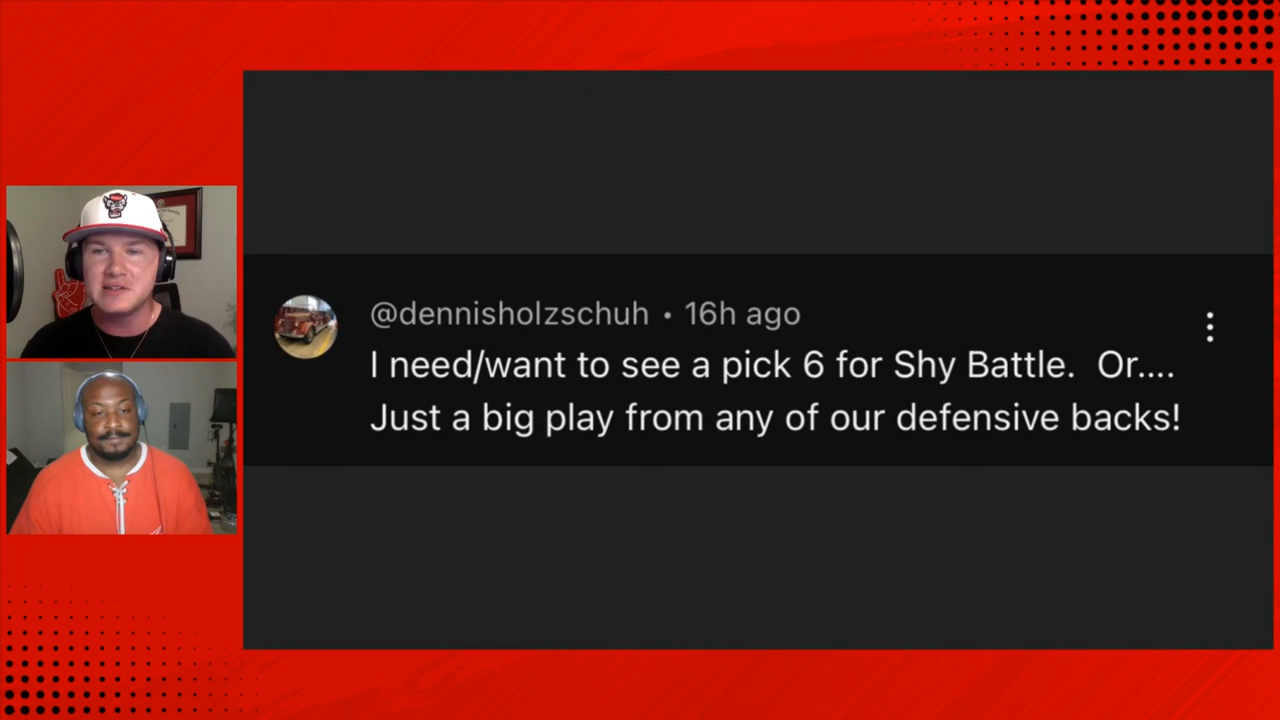 @dennisholzschuh • 16h ago
I need/want to see a pick 6 for Shy Battle.  Or....
Just a big play from any of our defensive backs!